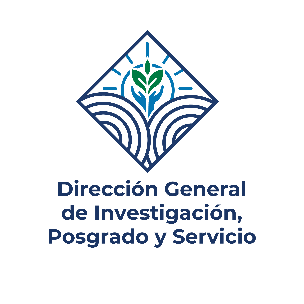 Dirección General
de Investigación,
Posgrado y Servicio